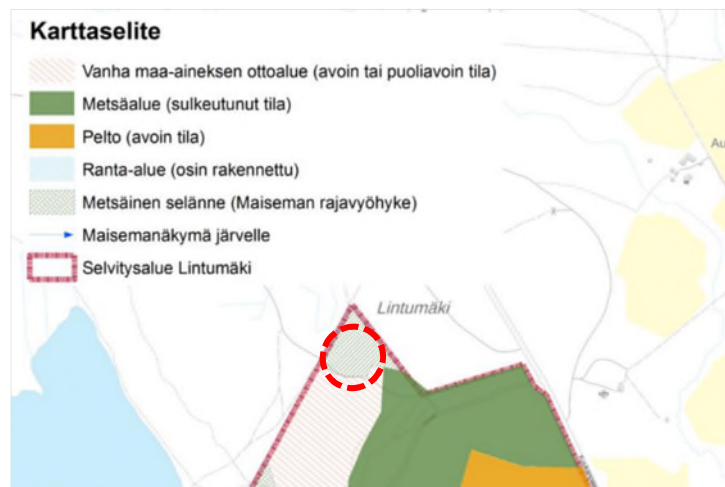 Karttaselite
Vanha maa-aineksen ottoalue (avoin tai puoliavoin tila)
Metsäalue (sulkeutunut tila)
Pelto (avoin tila)
Ranta-alue (osin rakennettu)
Metsäinen selänne (Maiseman rajavyöhyke)
Maisemanäkymä järvelle
Selvitysalue Lintumäki
Au
Lintumäki